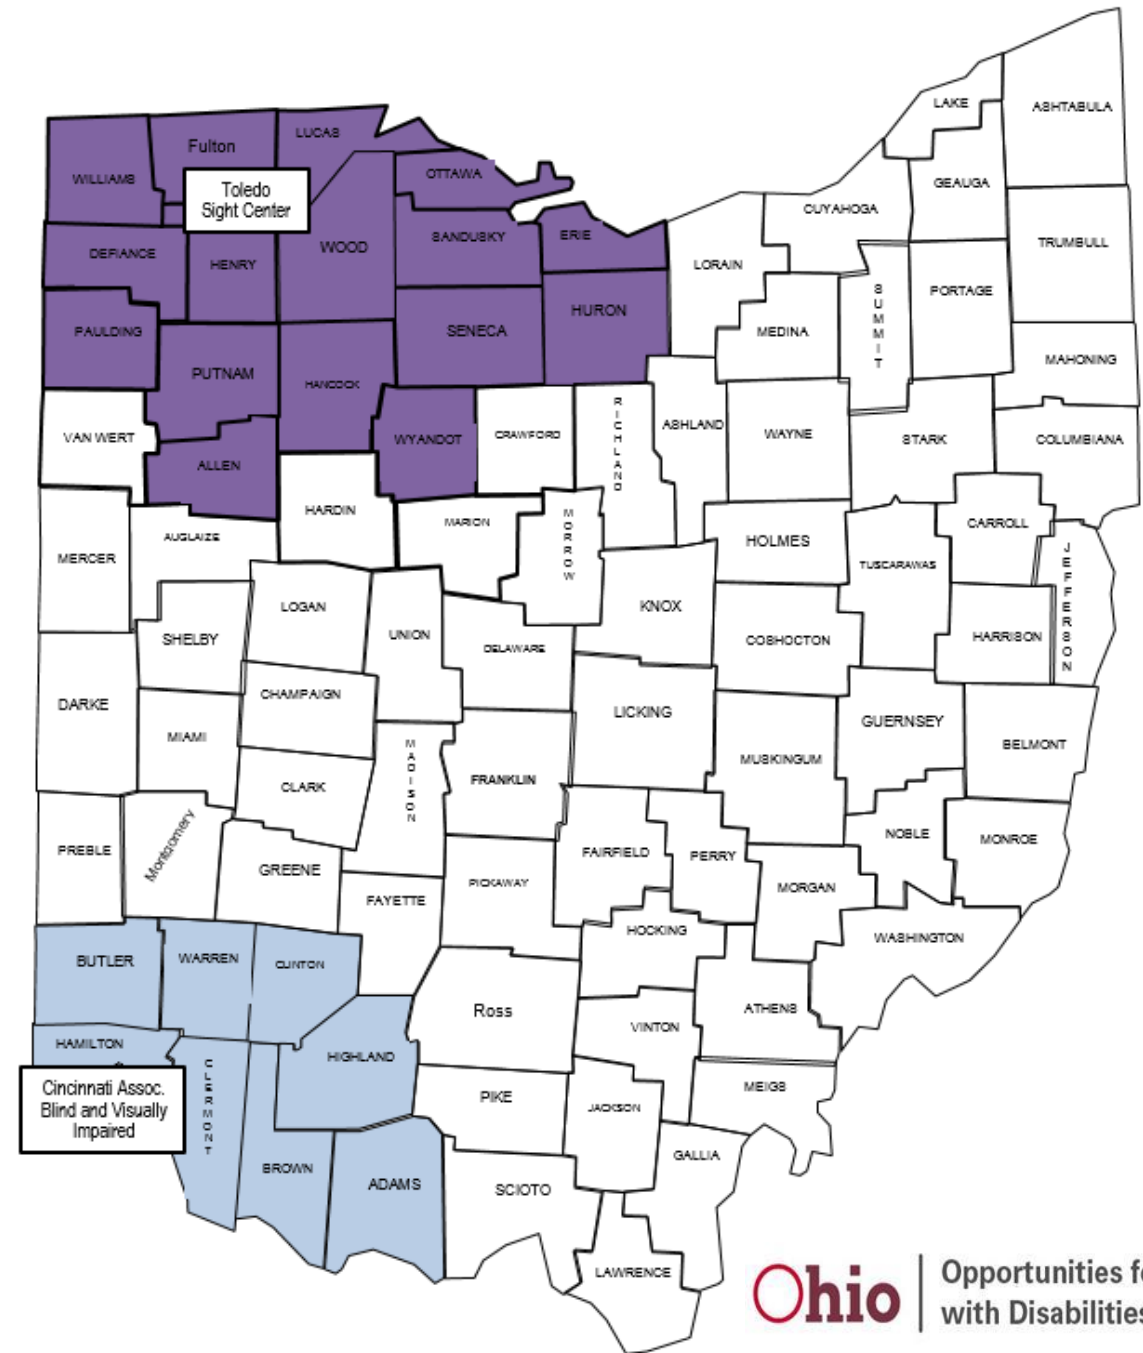 LAKE
ASHTABULA
LUCAS
Fulton
WILLIAMS
OTTAWA
GEAUGA
Toledo
Sight Center
CUYAHOGA
SANDUSKY
ERIE
TRUMBULL
DEFIANCE
WOOD
HENRY
LORAIN
SUMMIT
PORTAGE
HURON
PAULDING
SENECA
MEDINA
MAHONING
PUTNAM
HANCOCK
RICHLAND
ASHLAND
VAN WERT
WYANDOT
CRAWFORD
WAYNE
STARK
COLUMBIANA
ALLEN
HARDIN
MARION
MORROW
CARROLL
AUGLAIZE
HOLMES
MERCER
TUSCARAWAS
JEFFERSON
LOGAN
KNOX
UNION
SHELBY
DELAWARE
COSHOCTON
HARRISON
CHAMPAIGN
DARKE
LICKING
GUERNSEY
MIAMI
BELMONT
MADISON
MUSKINGUM
CLARK
FRANKLIN
Montgomery
NOBLE
MONROE
PREBLE
FAIRFIELD
PERRY
GREENE
PICKAWAY
MORGAN
FAYETTE
HOCKING
WASHINGTON
BUTLER
WARREN
CLINTON
Ross
ATHENS
VINTON
HAMILTON
HIGHLAND
CLERMONT
Cincinnati Assoc.
Blind and Visually
Impaired
PIKE
JACKSON
MEIGS
GALLIA
BROWN
ADAMS
SCIOTO
LAWRENCE
Ohio
Opportunities f
with Disabilities